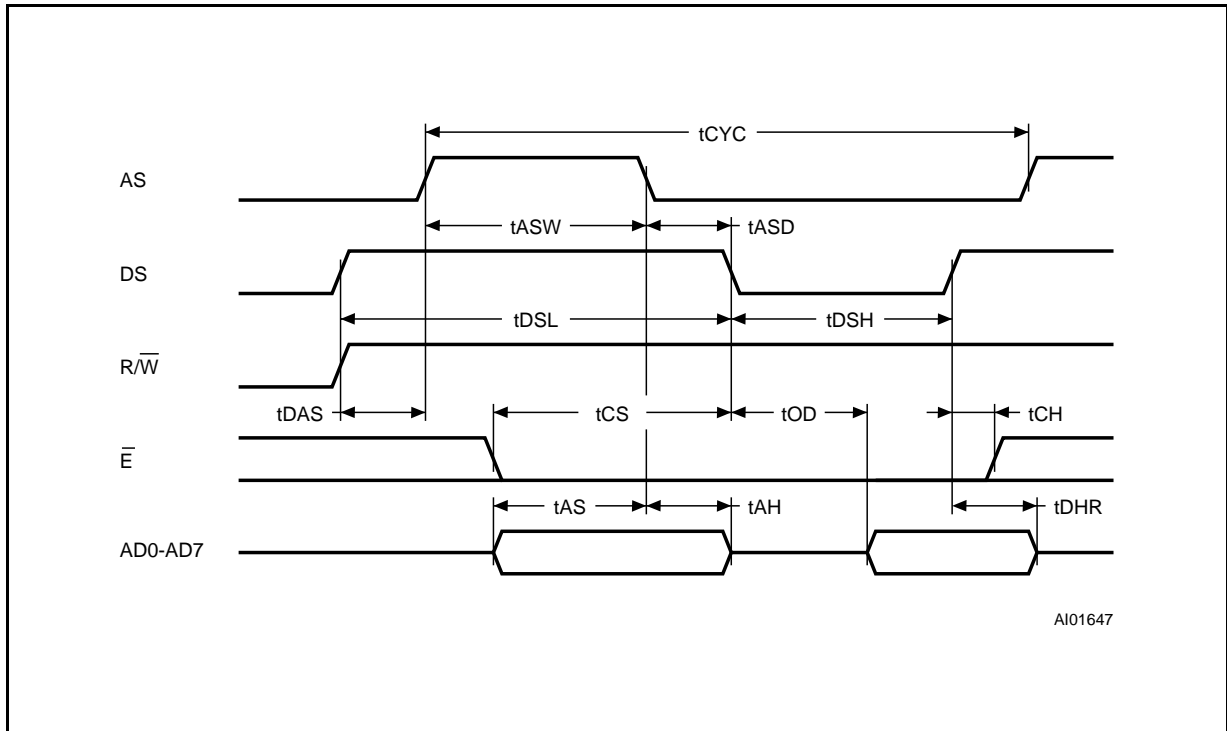 tCYC
AS
tASW
tASD
DS
tDSL
tDSH
R/W̅
tDAS
tCS
tOD
tCH
E̅
tAS
tAH
tDHR
AD0-AD7
AI01647